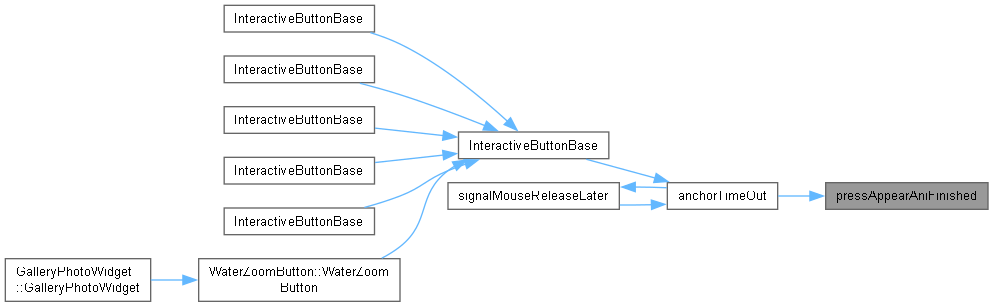 InteractiveButtonBase
InteractiveButtonBase
InteractiveButtonBase
InteractiveButtonBase
InteractiveButtonBase
InteractiveButtonBase
signalMouseReleaseLater
anchorTimeOut
pressAppearAniFinished
GalleryPhotoWidget
::GalleryPhotoWidget
WaterZoomButton::WaterZoom
Button